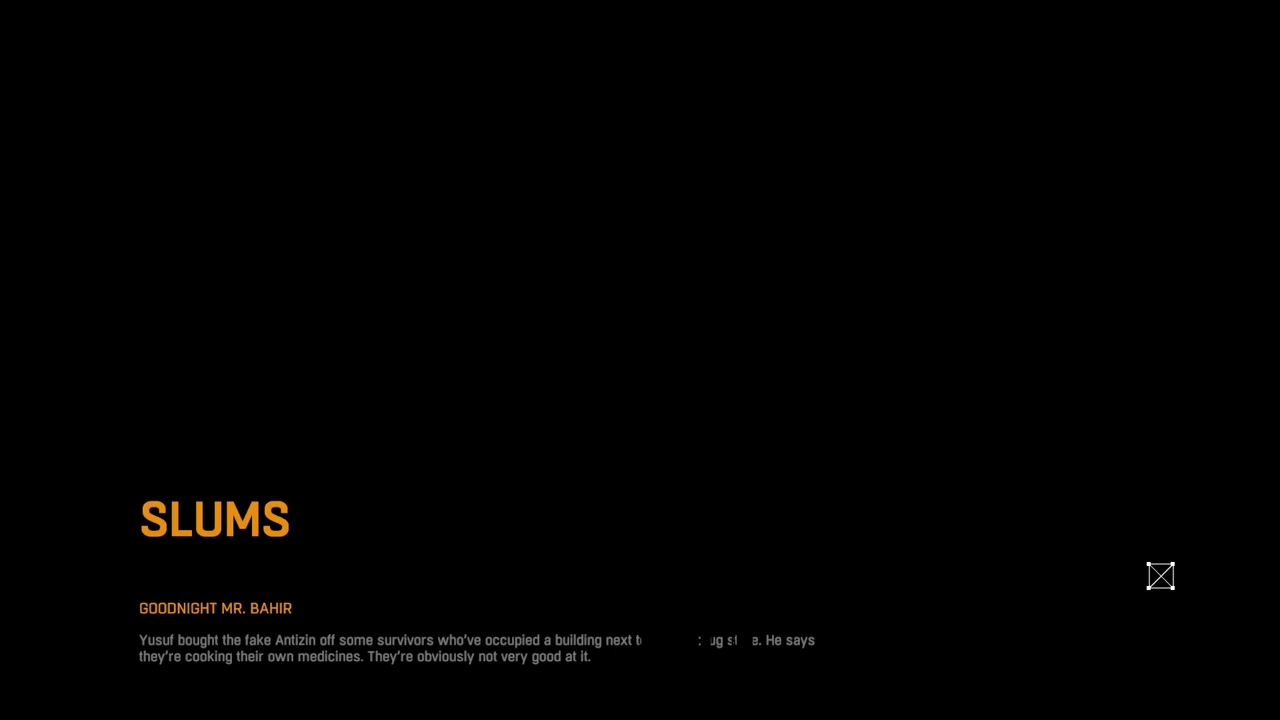 SLUMS
GOODNIGHT MR. BAHIR
Yusuf bought the fake Antizin off some survivors who've occupied a building next He says
they're cooking their own medicines. They're obviously not very good at it.